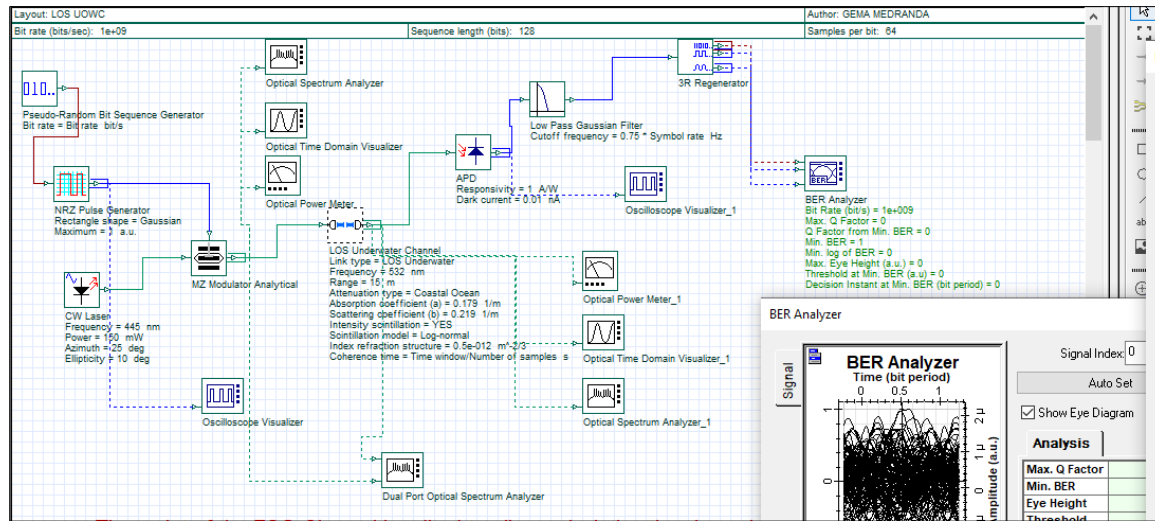 Layout: LOS UOWC
Author: GEMA MEDRANDA
Bit rate (bits/sec): 1e+09
Sequence length (bits): 128
Samples per bit: 64
Optical Spectrum Analyzer
3R Regenerator
Pseudo-Random Bit Sequence Generator
Bit rate = Bit rate bit/s
Optical Time Domain Visualizer
Low Pass Gaussian Filter
Cutoff frequency = 0.75 * Symbol rate Hz
APD
Responsivity = 1 A/W
Dark current = 0.01 nA
Optical Power Meter
Oscilloscope Visualizer_1
NRZ Pulse Generator
Rectangle shape = Gaussian
Maximum = 1 a.u.
BER
BER Analyzer
Bit Rate (bit/s) = 1e+009
Max. Q Factor = 0
Q Factor from Min. BER = 0
Min. BER = 1
Min. log of BER = 0
Max. Eye Height (a.u.) = 0
Threshold at Min. BER (a.u) = 0
Decision Instant at Min. BER (bit period) = 0
MZ Modulator Analytical
LOS Underwater Channel
Link type = LOS Underwater
Frequency = 532 nm
Range = 15 m
Attenuation type = Coastal Ocean
Absorption coefficient (a) = 0.179 1/m
Scattering coefficient (b) = 0.219 1/m
Intensity scintillation = YES
Scintillation model = Log-normal
Index refraction structure = 0.5e-012 m^-2/3
Coherence time = Time window/Number of samples s
Optical Power Meter_1
CW Laser
Frequency = 445 nm
Power = 150 mW
Azimuth = -25 deg
Ellipticity = 10 deg
Optical Time Domain Visualizer_1
Oscilloscope Visualizer
Optical Spectrum Analyzer_1
Dual Port Optical Spectrum Analyzer
BER Analyzer
Signal
BER Analyzer
Time (bit period)
0 0.5 1
1
0
2 µ
1 µ
0
Amplitude (a.u.)
Signal Index: 0
Auto Set
Show Eye Diagram
Analysis
Max. Q Factor
Min. BER
Eye Height
Threshold